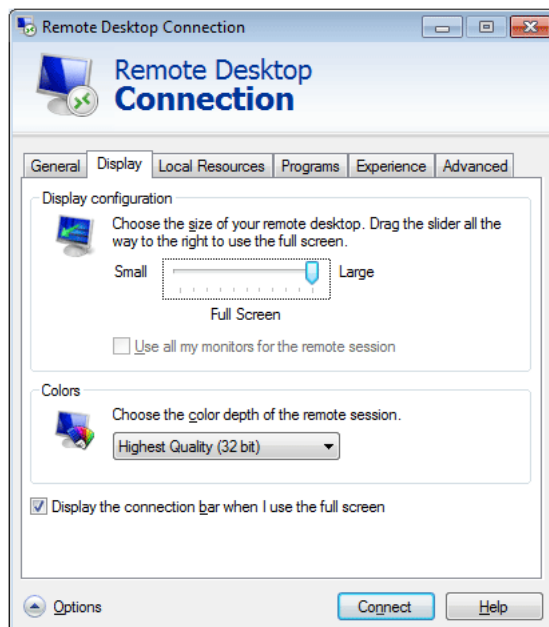 Remote Desktop Connection
Remote Desktop
Connection
General Display Local Resources Programs Experience Advanced
Display configuration
Choose the size of your remote desktop. Drag the slider all the
way to the right to use the full screen.
Small Large
Full Screen
Use all my monitors for the remote session
Colors
Choose the color depth of the remote session.
Highest Quality (32 bit)
Display the connection bar when I use the full screen
Options Connect Help